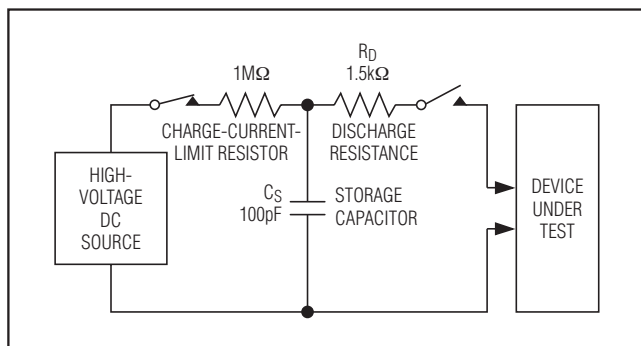 R_D
1MΩ
1.5kΩ
CHARGE-CURRENT-
LIMIT RESISTOR
DISCHARGE
RESISTANCE
HIGH-
VOLTAGE
DC
SOURCE
C_S
100pF
STORAGE
CAPACITOR
DEVICE
UNDER
TEST